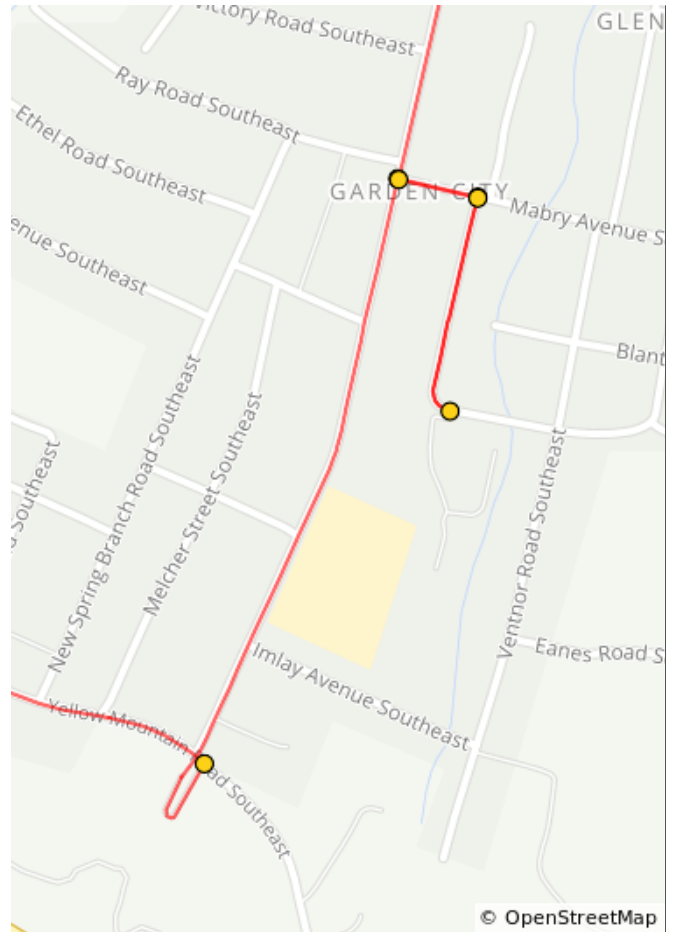 Victory Road Southeast
GLEN
Ray Road Southeast
Ethel Road Southeast
GARDEN CITY
Mabry Avenue S
enue Southeast
Blant
New Spring Branch Road Southeast
Melcher Street Southeast
d Southeast
Ventnor Road Southeast
Eanes Road S
Imlay Avenue Southeast
Yellow Mountain Road Southeast
© OpenStreetMap